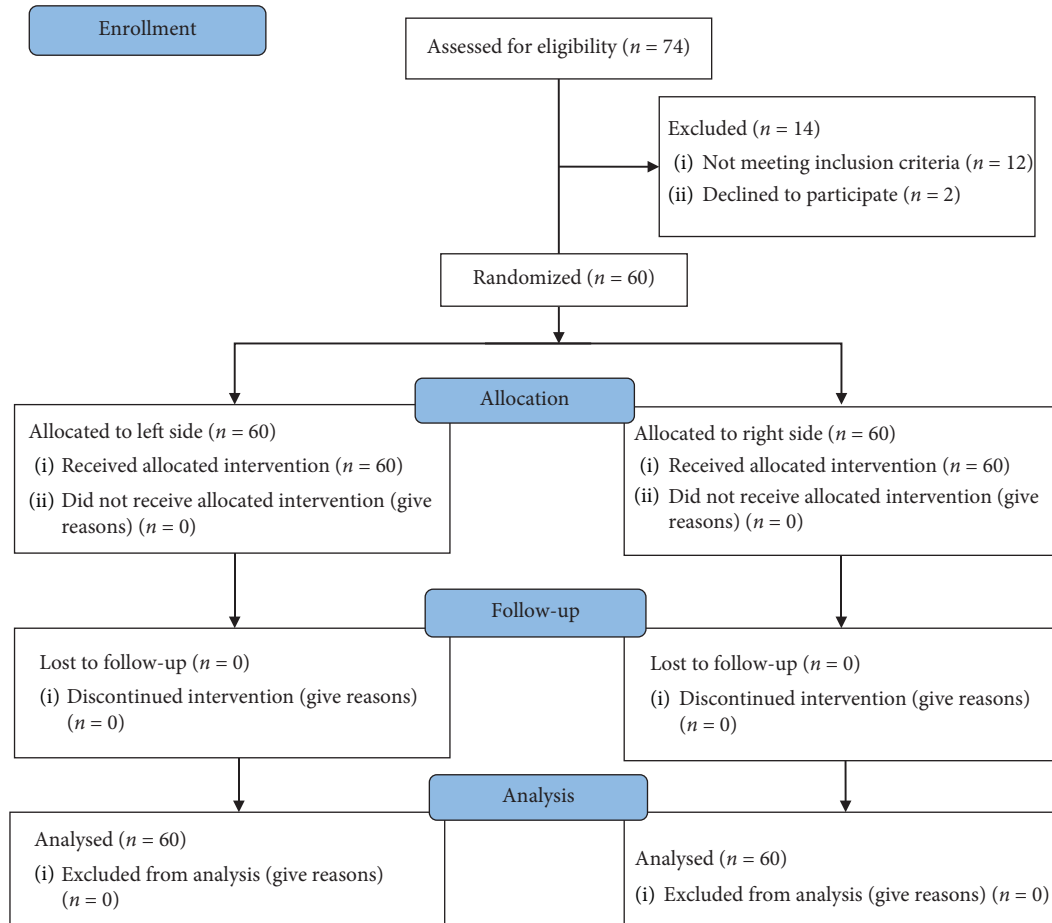 Enrollment
Assessed for eligibility (n = 74)
Excluded (n = 14)
(i) Not meeting inclusion criteria (n = 12)
(ii) Declined to participate (n = 2)
Randomized (n = 60)
Allocation
Allocated to left side (n = 60)
(i) Received allocated intervention (n = 60)
(ii) Did not receive allocated intervention (give
reasons) (n = 0)
Allocated to right side (n = 60)
(i) Received allocated intervention (n = 60)
(ii) Did not receive allocated intervention (give
reasons) (n = 0)
Follow-up
Lost to follow-up (n = 0)
(i) Discontinued intervention (give reasons)
(n = 0)
Lost to follow-up (n = 0)
(i) Discontinued intervention (give reasons)
(n = 0)
Analysis
Analysed (n = 60)
(i) Excluded from analysis (give reasons)
(n = 0)
Analysed (n = 60)
(i) Excluded from analysis (give reasons) (n = 0)